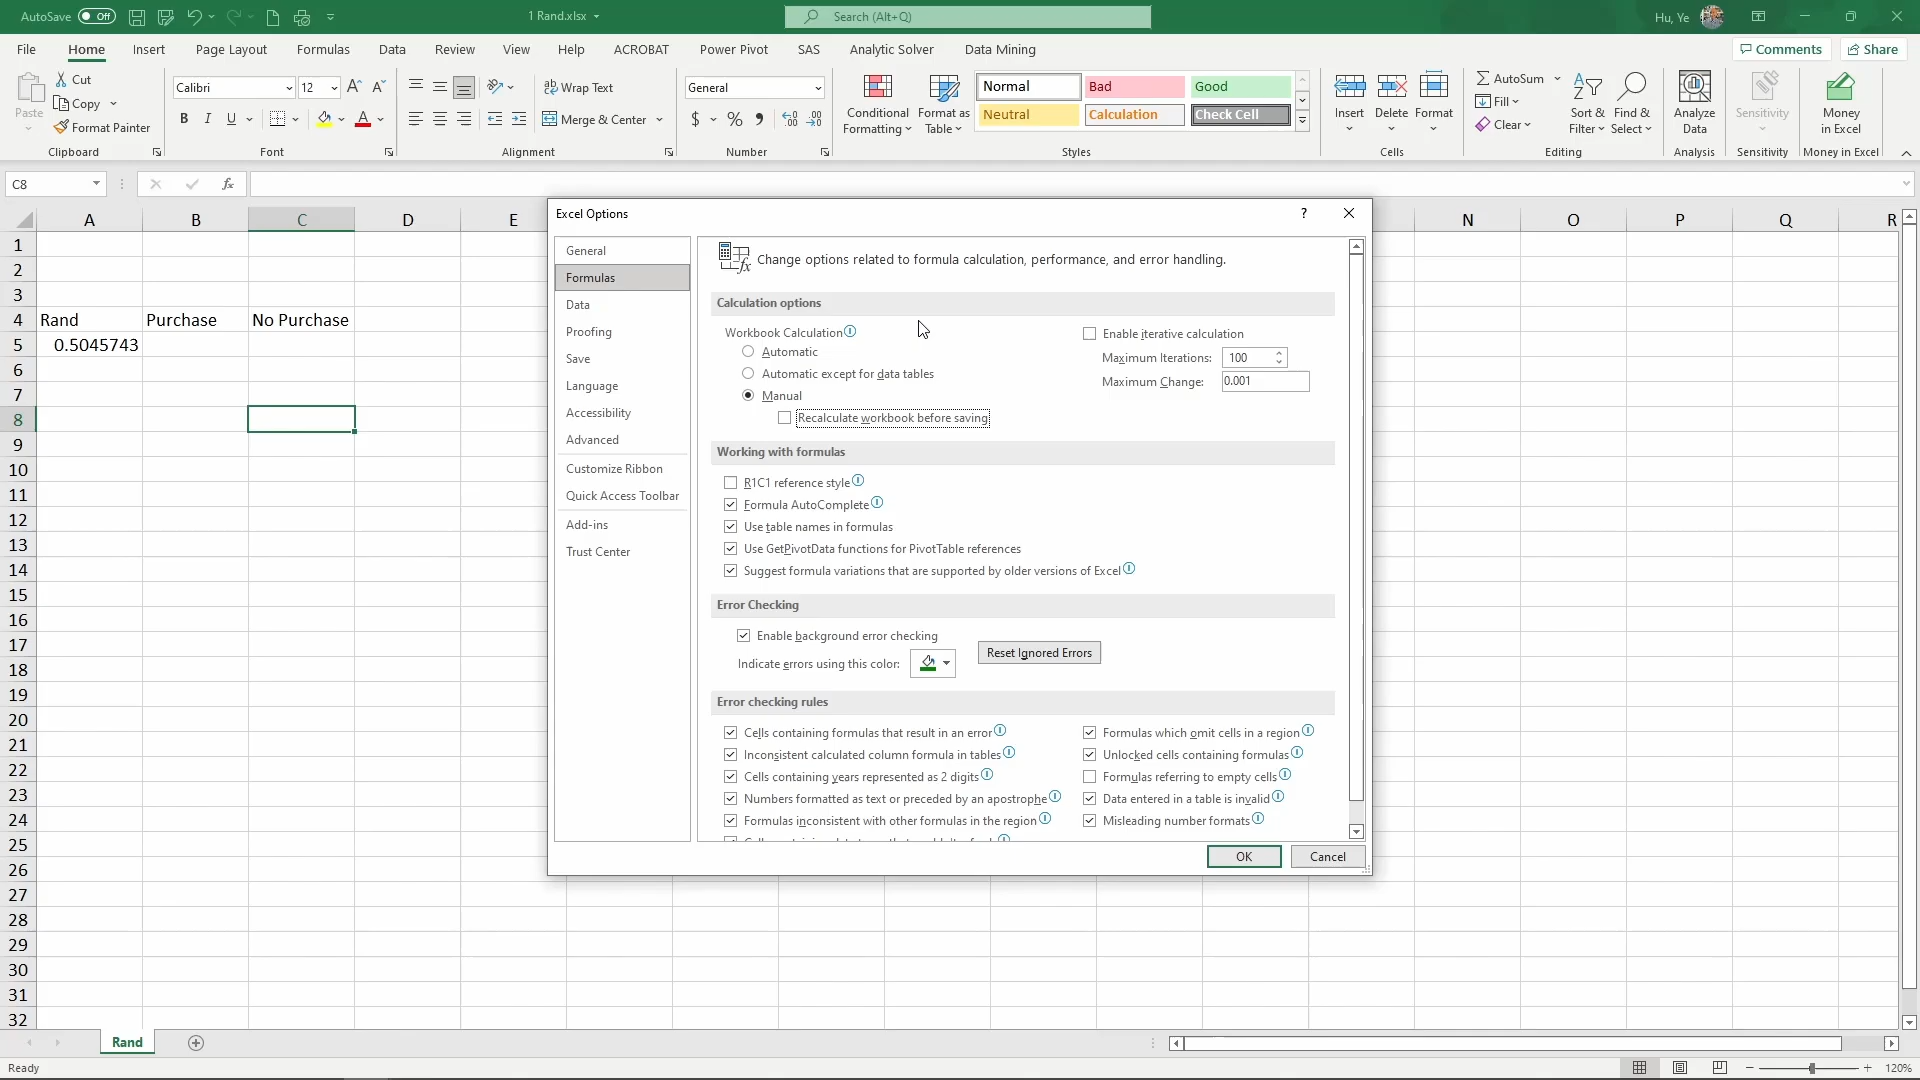 AutoSave Off
1 Rand.xlsx
Search (Alt+Q)
Hu, Ye
File Home Insert Page Layout Formulas Data Review View Help ACROBAT Power Pivot SAS Analytic Solver Data Mining
Comments Share
Paste
Cut
Copy
Format Painter
Clipboard
Calibri 12
B I U
Font
Wrap Text
Merge & Center
Alignment
General
$ % 9
Number
Conditional Formatting
Format as Table
Normal Bad Good
Neutral Calculation Check Cell
Styles
Insert Delete Format
Cells
AutoSum
Fill
Clear
Sort & Filter
Find & Select
Editing
Analyze Data
Analysis
Sensitivity
Sensitivity
Money in Excel
Money in Excel
C8
fx
A B C D E N O P Q R
1
2
3
4 Rand Purchase No Purchase
5 0.5045743
6
7
8
9
10
11
12
13
14
15
16
17
18
19
20
21
22
23
24
25
26
27
28
29
30
31
32
Excel Options
?
General
Formulas
Data
Proofing
Save
Language
Accessibility
Advanced
Customize Ribbon
Quick Access Toolbar
Add-ins
Trust Center
Change options related to formula calculation, performance, and error handling.
Calculation options
Workbook Calculation
Automatic
Automatic except for data tables
Manual
Recalculate workbook before saving
Enable iterative calculation
Maximum Iterations: 100
Maximum Change: 0.001
Working with formulas
R1C1 reference style
Formula AutoComplete
Use table names in formulas
Use GetPivotData functions for PivotTable references
Suggest formula variations that are supported by older versions of Excel
Error Checking
Enable background error checking
Indicate errors using this color:
Reset Ignored Errors
Error checking rules
Cells containing formulas that result in an error
Inconsistent calculated column formula in tables
Cells containing years represented as 2 digits
Numbers formatted as text or preceded by an apostrophe
Formulas inconsistent with other formulas in the region
Formulas which omit cells in a region
Unlocked cells containing formulas
Formulas referring to empty cells
Data entered in a table is invalid
Misleading number formats
OK Cancel
Rand
Ready
120%